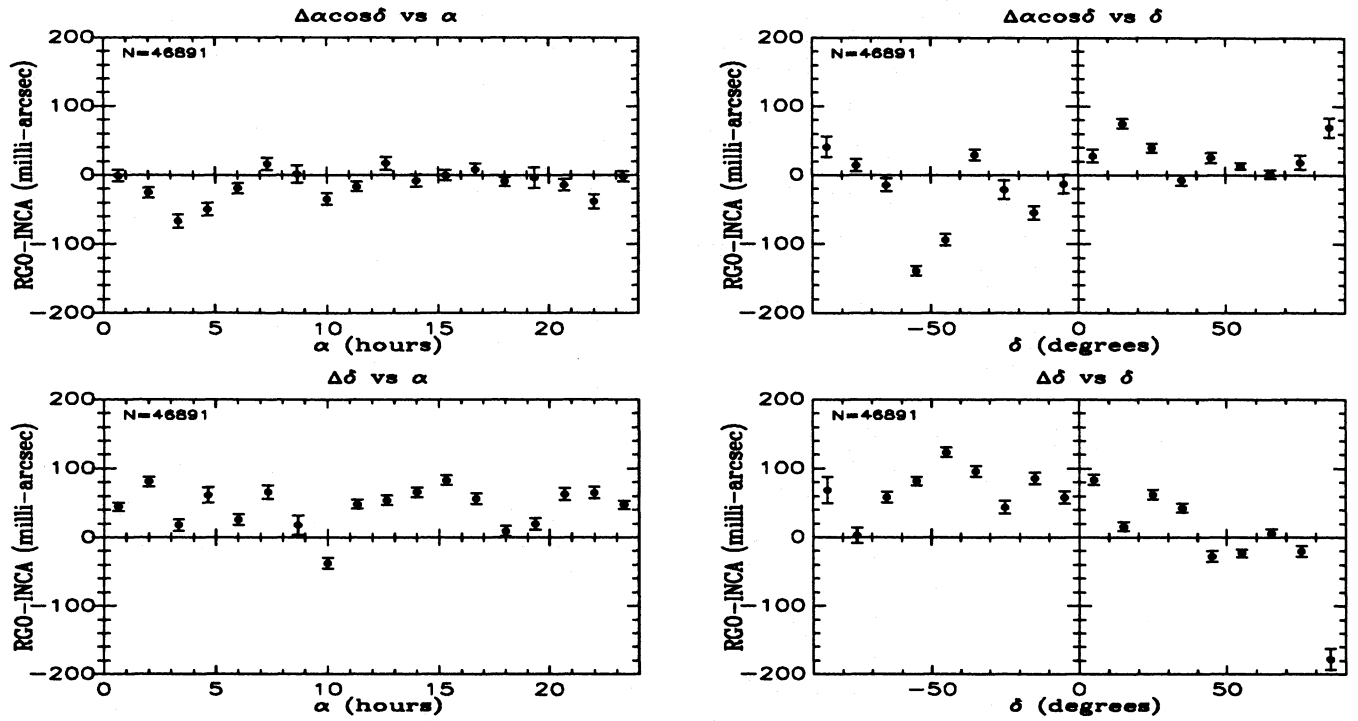 Δαcosδ vs α
N=46891
RGO-INCA (milli-arcsec)
200
100
0
−100
−200
0 5 10 15 20
α (hours)
Δαcosδ vs δ
N=46891
RGO-INCA (milli-arcsec)
200
100
0
−100
−200
−50 0 50
δ (degrees)
Δδ vs α
N=46891
RGO-INCA (milli-arcsec)
200
100
0
−100
−200
0 5 10 15 20
α (hours)
Δδ vs δ
N=46891
RGO-INCA (milli-arcsec)
200
100
0
−100
−200
−50 0 50
δ (degrees)